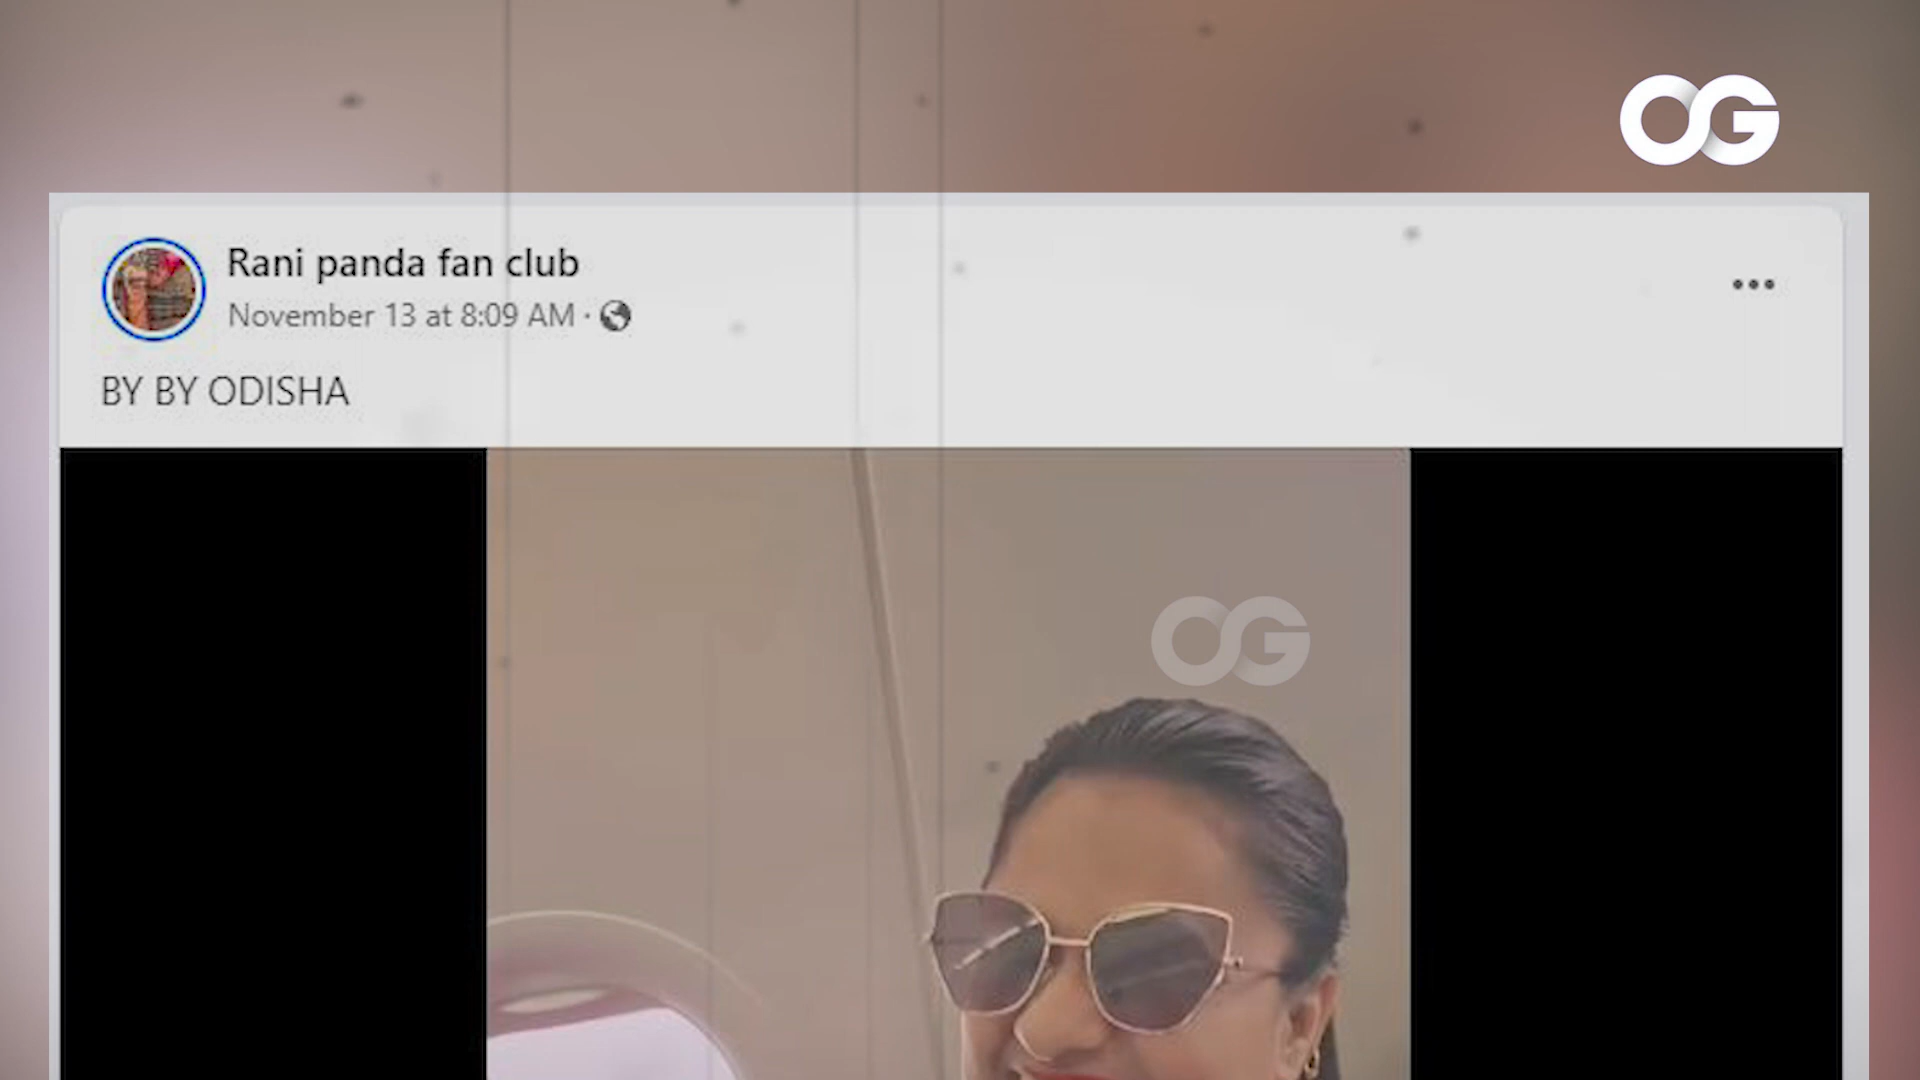 OG
Rani panda fan club
November 13 at 8:09 AM ·
BY BY ODISHA
OG